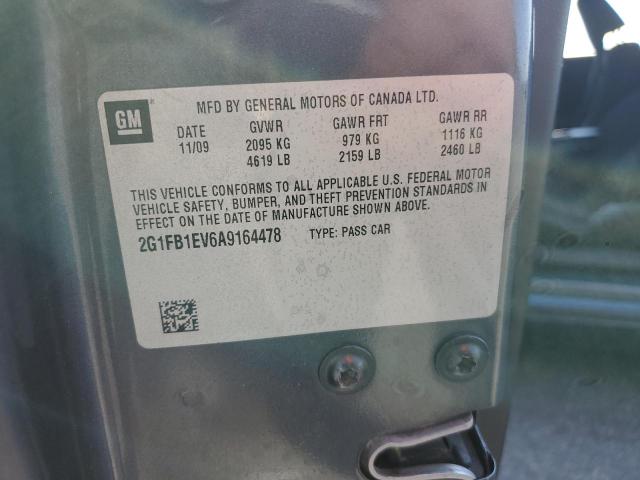 GM
MFD BY GENERAL MOTORS OF CANADA LTD.
DATE GVWR GAWR FRT GAWR RR
11/09 2095 KG 979 KG 1116 KG
4619 LB 2159 LB 2460 LB
THIS VEHICLE CONFORMS TO ALL APPLICABLE U.S. FEDERAL MOTOR
VEHICLE SAFETY, BUMPER, AND THEFT PREVENTION STANDARDS IN
EFFECT ON THE DATE OF MANUFACTURE SHOWN ABOVE.
2G1FB1EV6A9164478 TYPE: PASS CAR